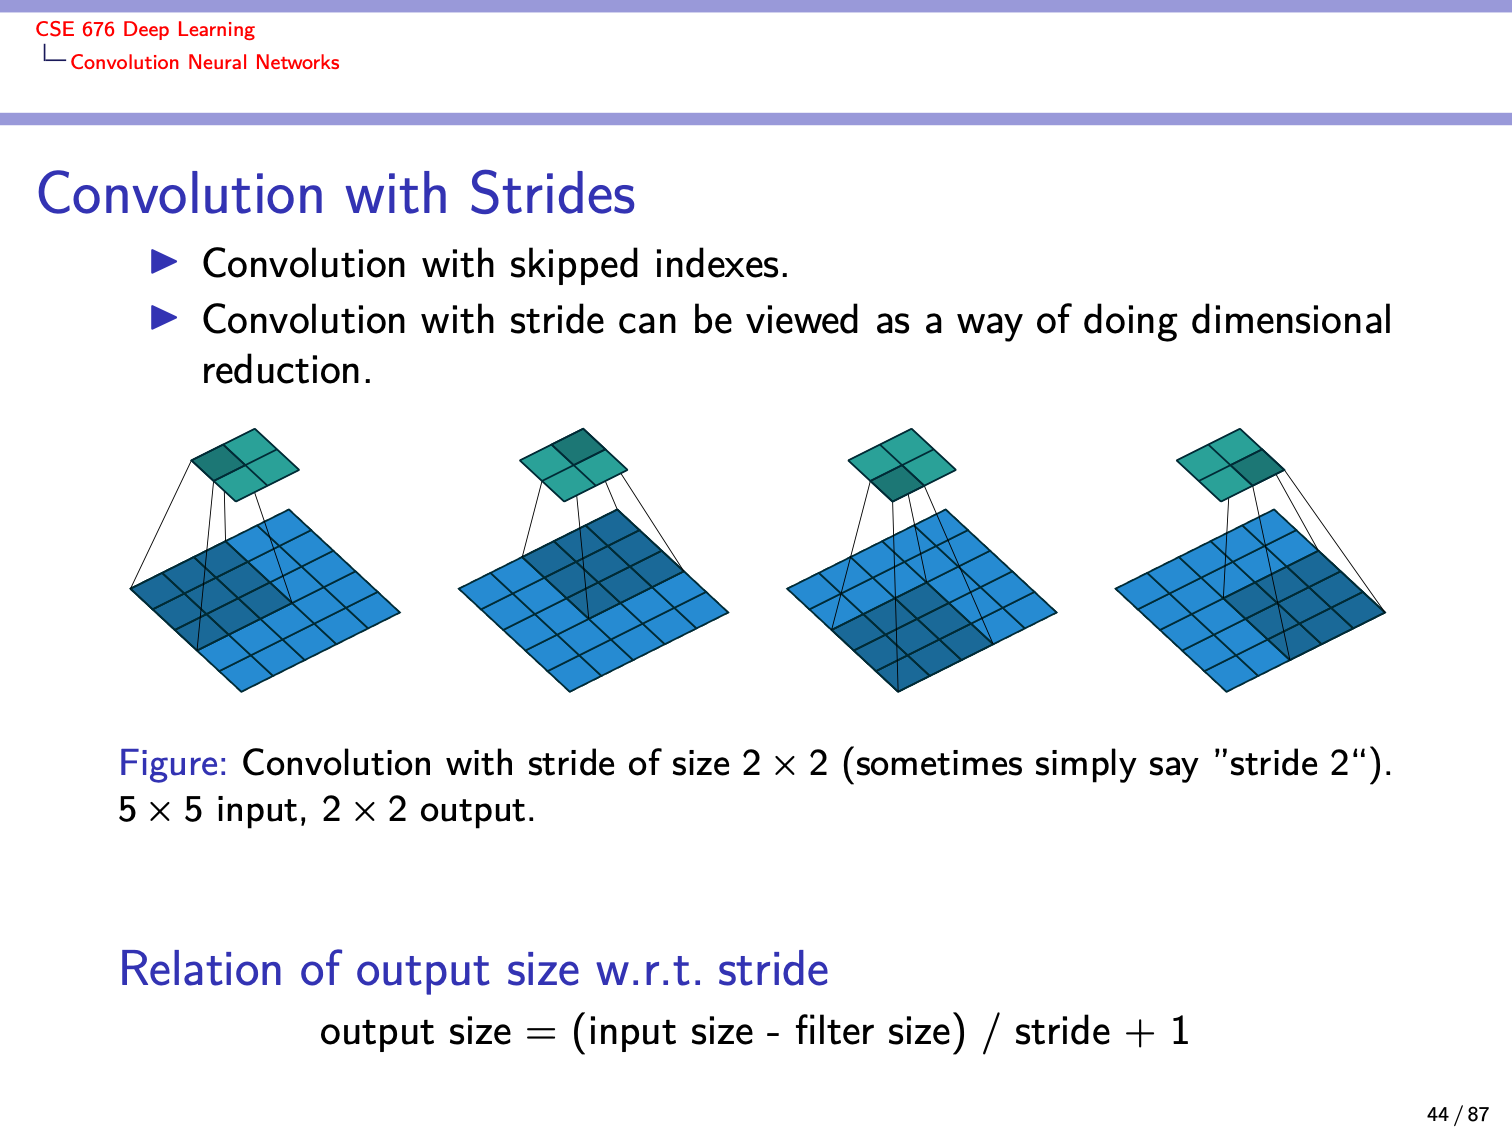 CSE 676 Deep Learning
Convolution Neural Networks
Convolution with Strides
Convolution with skipped indexes.
Convolution with stride can be viewed as a way of doing dimensional
reduction.
Figure: Convolution with stride of size 2 × 2 (sometimes simply say ”stride 2“).
5 × 5 input, 2 × 2 output.
Relation of output size w.r.t. stride
output size = (input size - filter size) / stride + 1
44 / 87